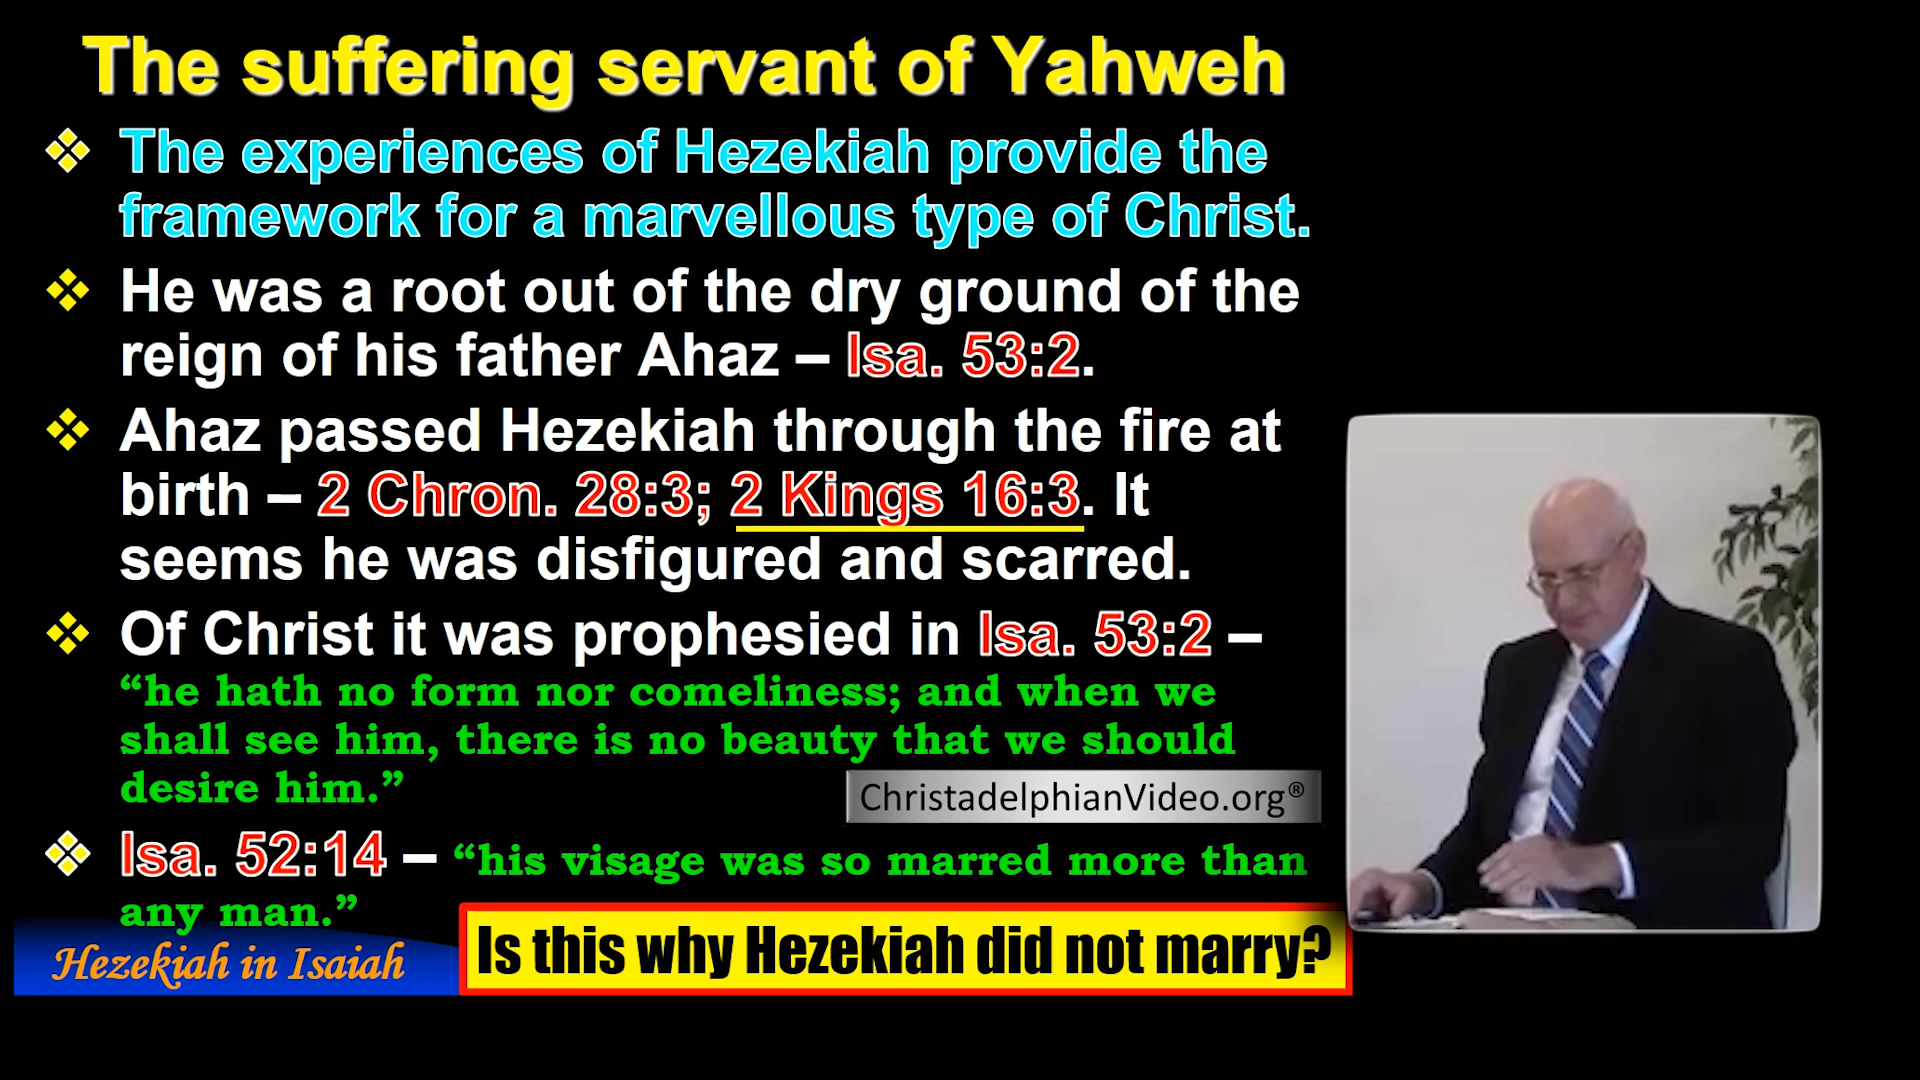 The suffering servant of Yahweh
The experiences of Hezekiah provide the
framework for a marvellous type of Christ.
He was a root out of the dry ground of the
reign of his father Ahaz – Isa. 53:2.
Ahaz passed Hezekiah through the fire at
birth – 2 Chron. 28:3; 2 Kings 16:3. It
seems he was disfigured and scarred.
Of Christ it was prophesied in Isa. 53:2 –
“he hath no form nor comeliness; and when we
shall see him, there is no beauty that we should
desire him.”
ChristadelphianVideo.org®
Isa. 52:14 – “his visage was so marred more than
any man.”
Hezekiah in Isaiah
Is this why Hezekiah did not marry?